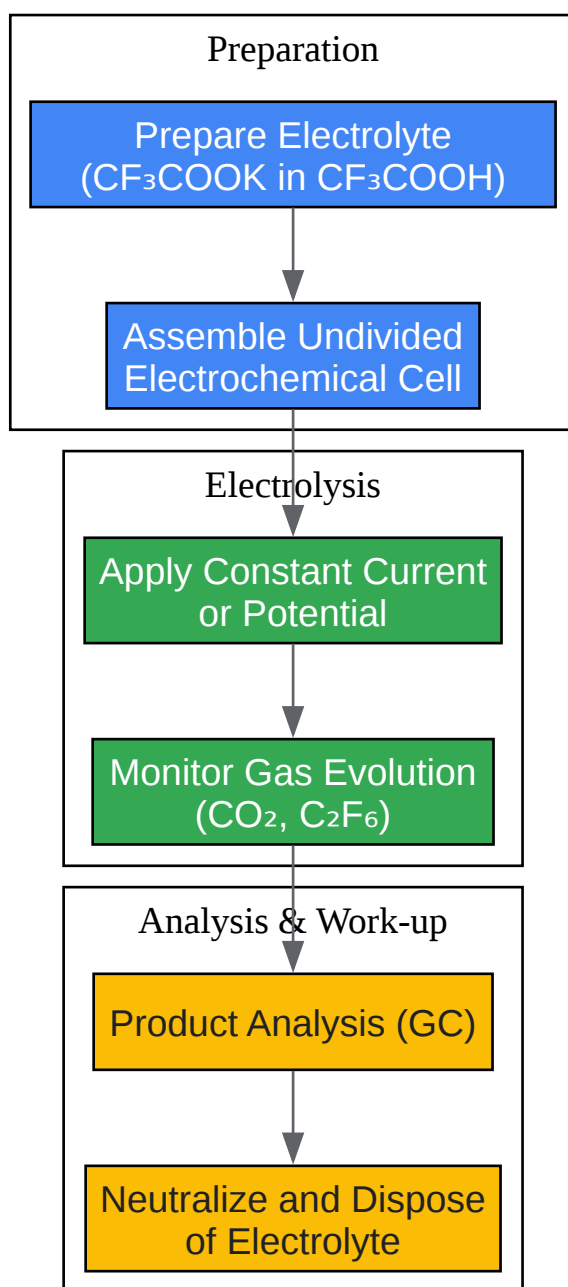 Preparation
Prepare Electrolyte
(CF₃COOK in CF₃COOH)
Assemble Undivided
Electrochemical Cell
Electrolysis
Apply Constant Current
or Potential
Monitor Gas Evolution
(CO₂, C₂F₆)
Analysis & Work-up
Product Analysis (GC)
Neutralize and Dispose
of Electrolyte